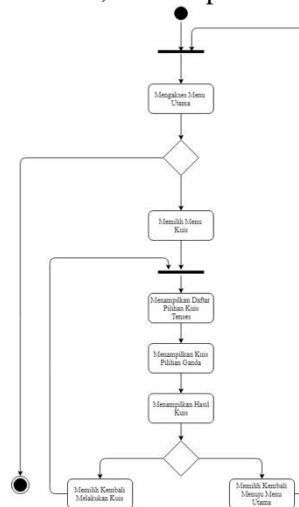 Mengakses Menu
Utama
Memilih Menu
Kuis
Menampilkan Daftar
Pilihan Kuis
Tenses
Menampilkan Kuis
Pilihan Ganda
Menampilkan Hasil
Kuis
Memilih Kembali
Melakukan Kuis
Memilih Kembali
Menuju Menu
Utama